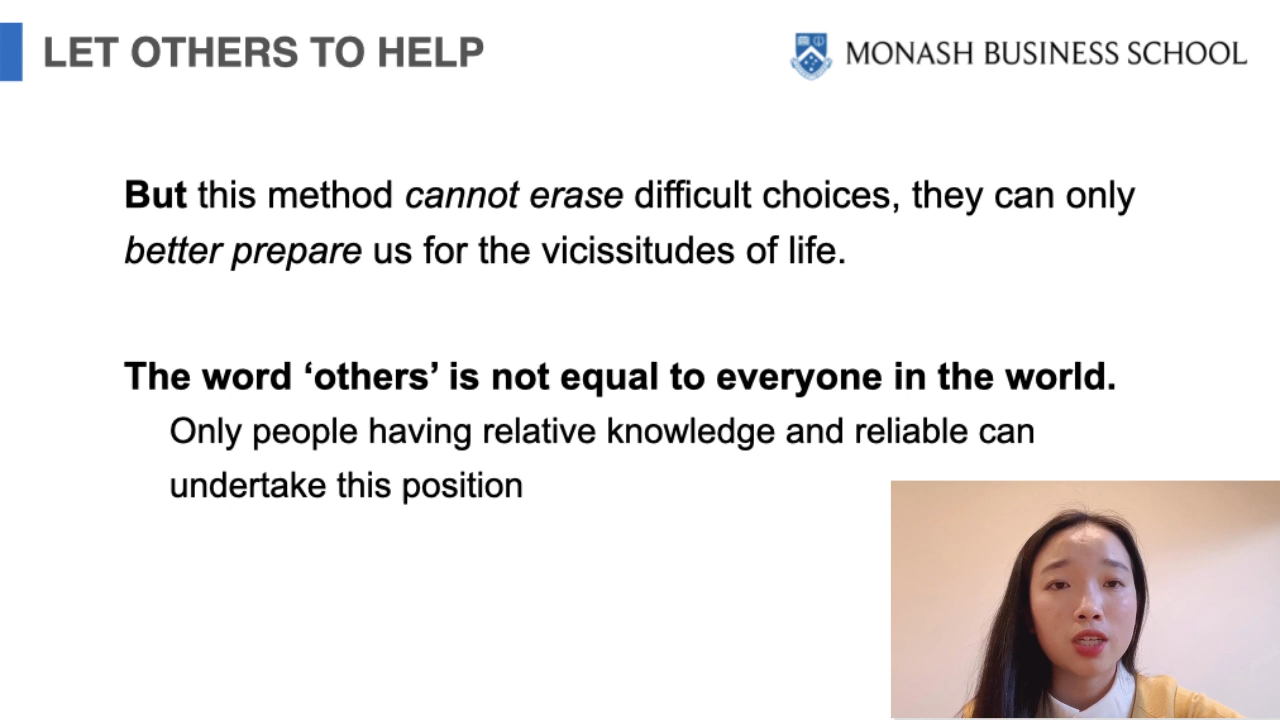 LET OTHERS TO HELP
MONASH BUSINESS SCHOOL
But this method cannot erase difficult choices, they can only
better prepare us for the vicissitudes of life.
The word ‘others’ is not equal to everyone in the world.
Only people having relative knowledge and reliable can
undertake this position